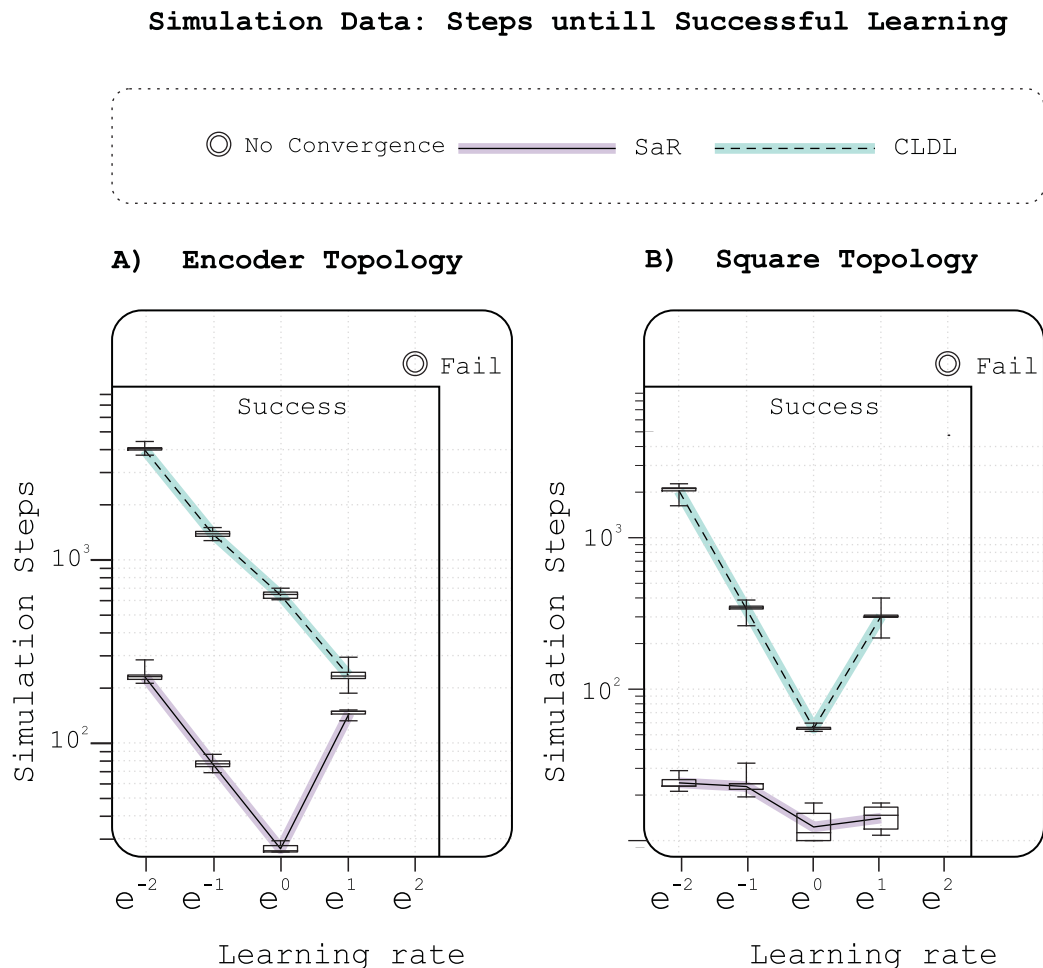 Simulation Data: Steps untill Successful Learning
No Convergence SaR CLDL
A) Encoder Topology
B) Square Topology
Fail
Success
Simulation Steps
10³
10²
e⁻² e⁻¹ e⁰ e¹ e²
Learning rate
Fail
Success
Simulation Steps
10³
10²
e⁻² e⁻¹ e⁰ e¹ e²
Learning rate